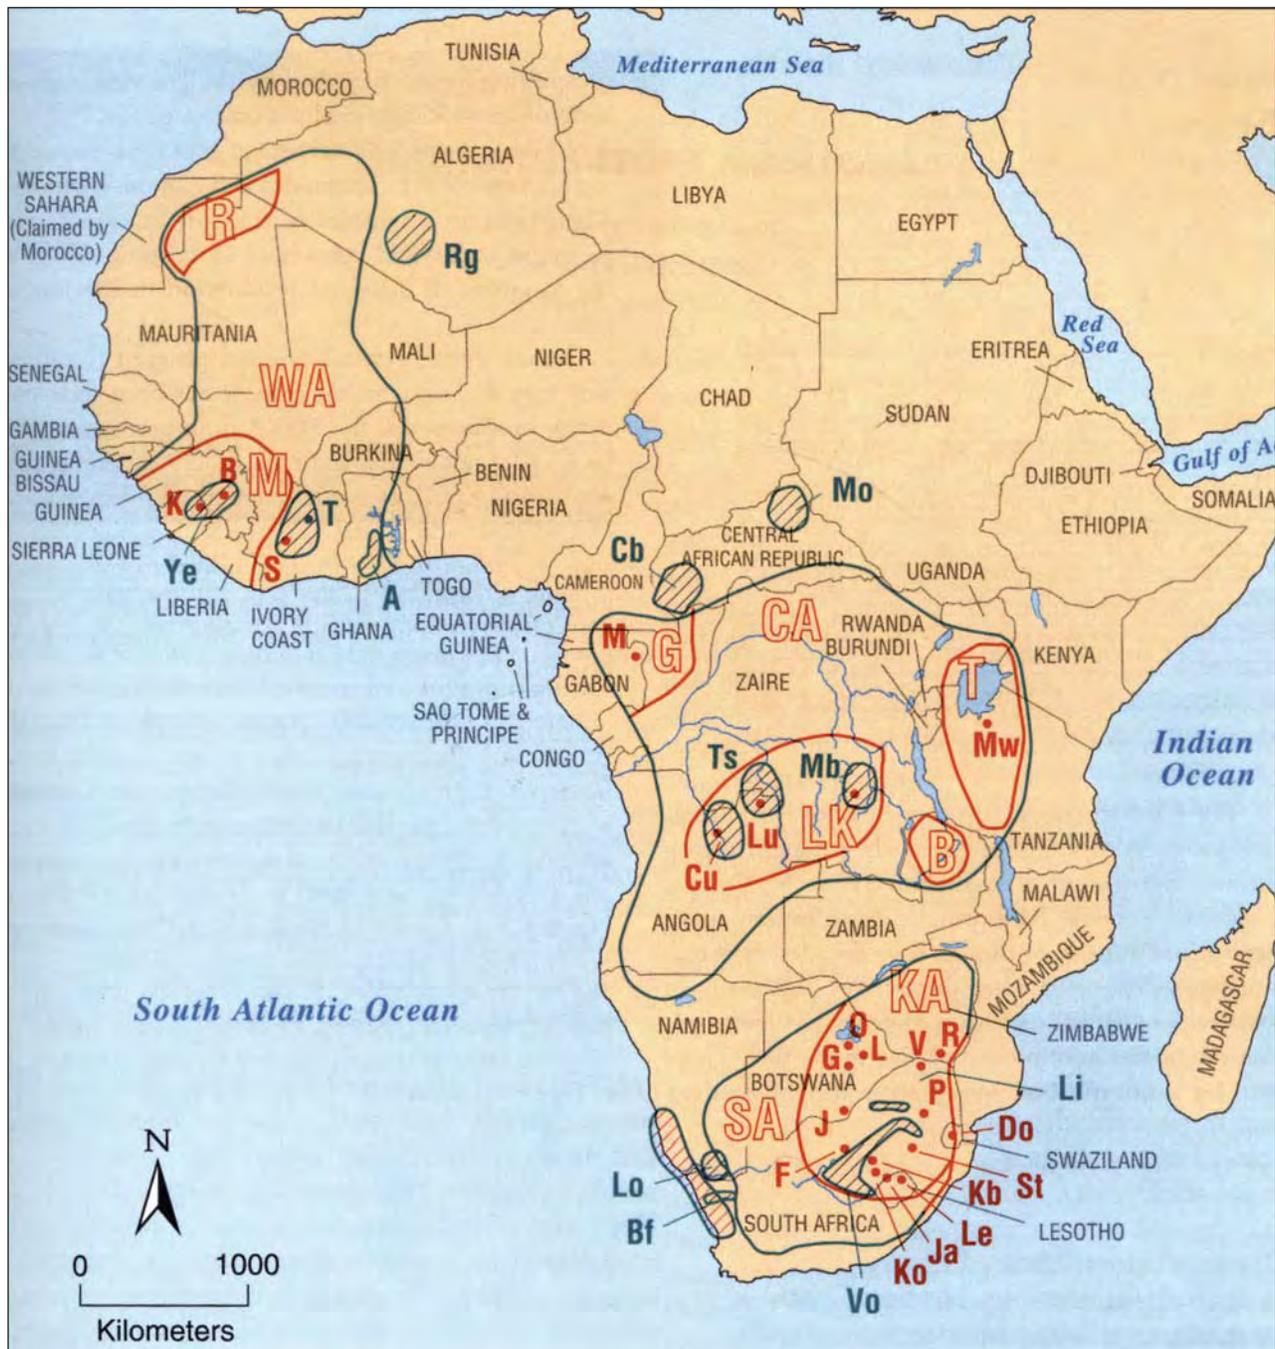 TUNISIA
Mediterranean Sea
MOROCCO
ALGERIA
WESTERN
SAHARA
(Claimed by
Morocco)
R
Rg
LIBYA
EGYPT
MAURITANIA
MALI
NIGER
Red
Sea
ERITREA
SENEGAL
WA
CHAD
SUDAN
GAMBIA
BURKINA
GUINEA
BISSAU
M
B
BENIN
NIGERIA
Mo
DJIBOUTI
Gulf of A
SOMALIA
GUINEA
K
T
CENTRAL
AFRICAN REPUBLIC
ETHIOPIA
SIERRA LEONE
Ye
S
Cb
CAMEROON
UGANDA
LIBERIA
A
TOGO
IVORY
COAST
GHANA
EQUATORIAL
GUINEA
M
G
CA
RWANDA
BURUNDI
T
KENYA
GABON
ZAIRE
SAO TOME &
PRINCIPE
CONGO
Mw
Indian
Ocean
Ts
Mb
Lu
LK
B
TANZANIA
Cu
MALAWI
ANGOLA
ZAMBIA
MOZAMBIQUE
MADAGASCAR
South Atlantic Ocean
NAMIBIA
KA
ZIMBABWE
O
G
L
V
R
BOTSWANA
P
Li
SA
J
Do
SWAZILAND
F
St
Lo
Kb
Bf
SOUTH AFRICA
Le
LESOTHO
Ja
Ko
Vo
N
0
1000
Kilometers